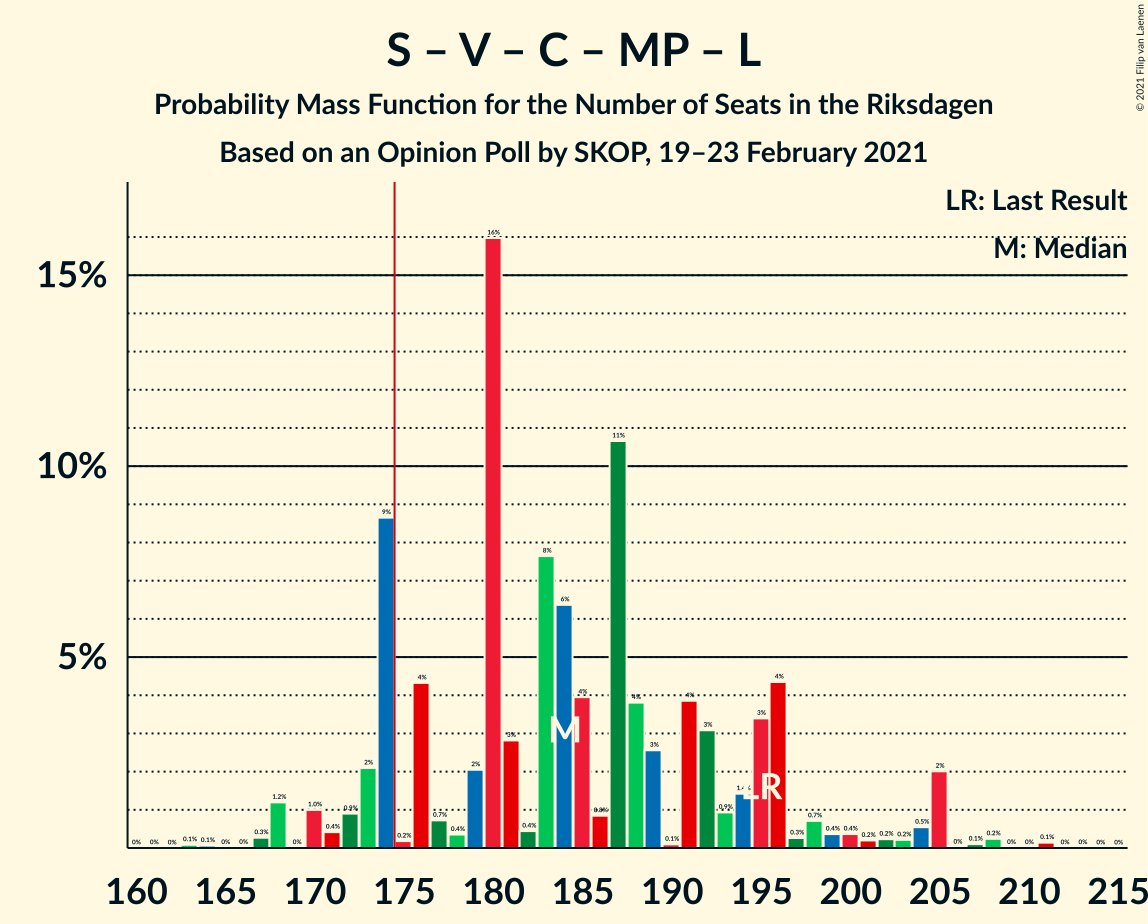 S – V – C – MP – L
Probability Mass Function for the Number of Seats in the Riksdagen
Based on an Opinion Poll by SKOP, 19–23 February 2021
© 2021 Filip van Laenen
LR: Last Result
M: Median
15%
10%
5%
0% 0% 0% 0.1% 0.1% 0% 0% 0.3% 1.2% 0% 1.0% 0.4% 0.9% 2% 9% 0.2% 4% 0.7% 0.4% 2% 16% 3% 0.4% 8% 6% 4% 0.8% 11% 4% 3% 0.1% 4% 3% 0.9% 1.4% 3% 4% 0.3% 0.7% 0.4% 0.4% 0.2% 0.2% 0.2% 0.5% 2% 0% 0.1% 0.2% 0% 0% 0.1% 0% 0% 0% 0%
M
LR
160 165 170 175 180 185 190 195 200 205 210 215